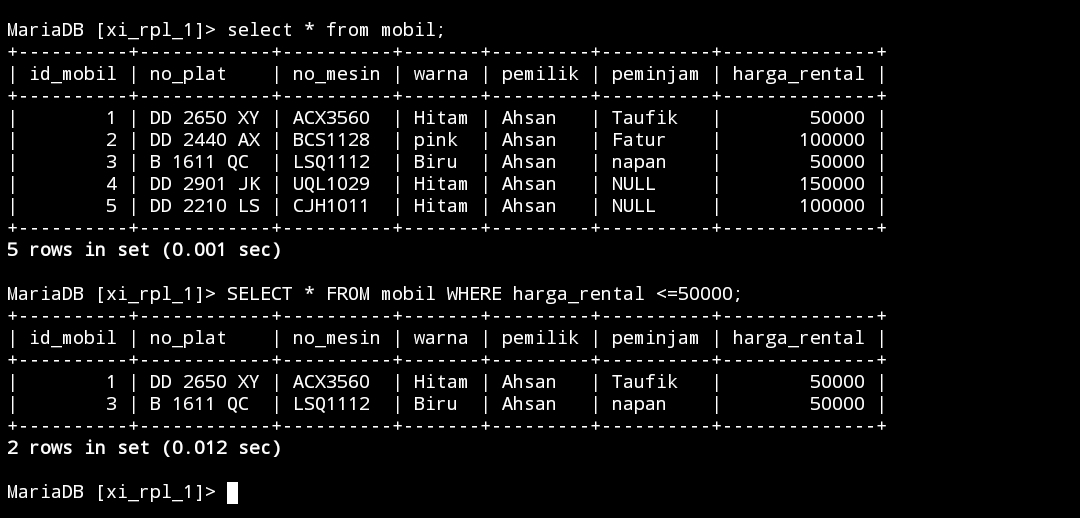 MariaDB [xi_rpl_1]> select * from mobil;
+----------+------------+----------+-------+---------+----------+--------------+
| id_mobil | no_plat    | no_mesin | warna | pemilik | peminjam | harga_rental |
+----------+------------+----------+-------+---------+----------+--------------+
|        1 | DD 2650 XY | ACX3560  | Hitam | Ahsan   | Taufik   |        50000 |
|        2 | DD 2440 AX | BCS1128  | pink  | Ahsan   | Fatur    |       100000 |
|        3 | B 1611 QC  | LSQ1112  | Biru  | Ahsan   | napan    |        50000 |
|        4 | DD 2901 JK | UQL1029  | Hitam | Ahsan   | NULL     |       150000 |
|        5 | DD 2210 LS | CJH1011  | Hitam | Ahsan   | NULL     |       100000 |
+----------+------------+----------+-------+---------+----------+--------------+
5 rows in set (0.001 sec)
MariaDB [xi_rpl_1]> SELECT * FROM mobil WHERE harga_rental <=50000;
+----------+------------+----------+-------+---------+----------+--------------+
| id_mobil | no_plat    | no_mesin | warna | pemilik | peminjam | harga_rental |
+----------+------------+----------+-------+---------+----------+--------------+
|        1 | DD 2650 XY | ACX3560  | Hitam | Ahsan   | Taufik   |        50000 |
|        3 | B 1611 QC  | LSQ1112  | Biru  | Ahsan   | napan    |        50000 |
+----------+------------+----------+-------+---------+----------+--------------+
2 rows in set (0.012 sec)
MariaDB [xi_rpl_1]>